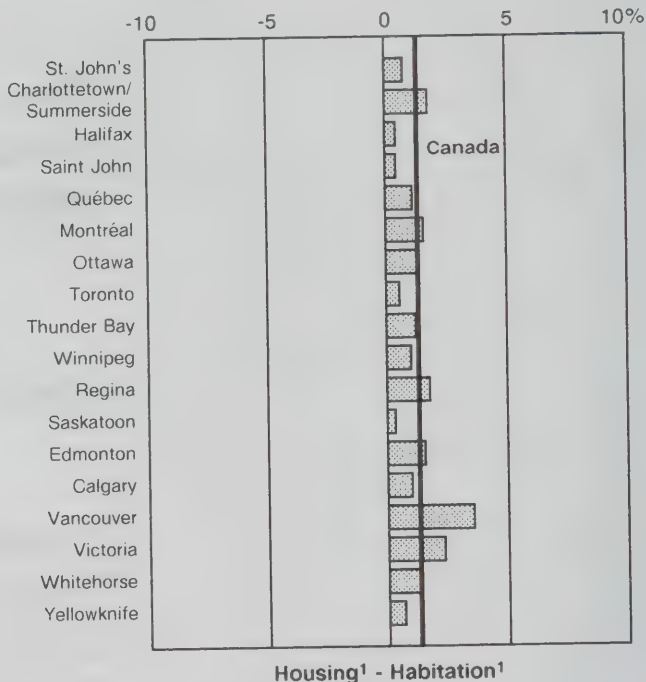 -10 -5 0 5 10%
St. John's
Charlottetown/
Summerside
Halifax
Canada
Saint John
Québec
Montréal
Ottawa
Toronto
Thunder Bay
Winnipeg
Regina
Saskatoon
Edmonton
Calgary
Vancouver
Victoria
Whitehorse
Yellowknife
Housing¹ - Habitation¹